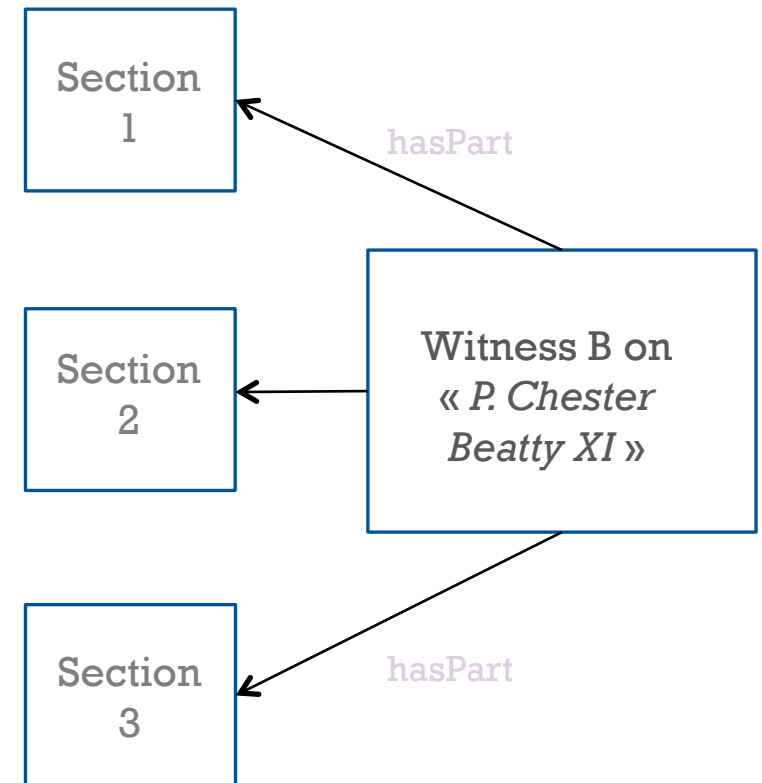 Section
1
hasPart
Section
2
Witness B on
« P. Chester
Beatty XI »
Section
3
hasPart